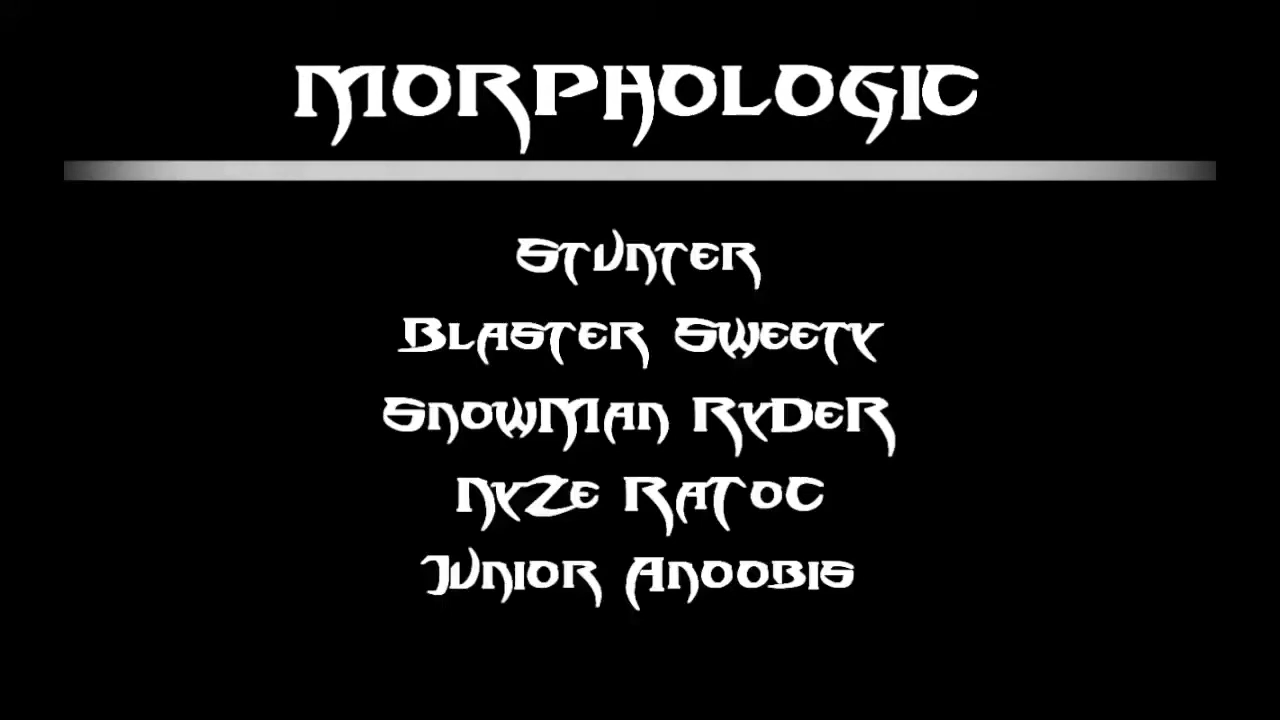 MORPHOLOGIC
Stunter
Blaster Sweety
SnowMan RyDeR
NyZe RaToC
Junior Anoobis